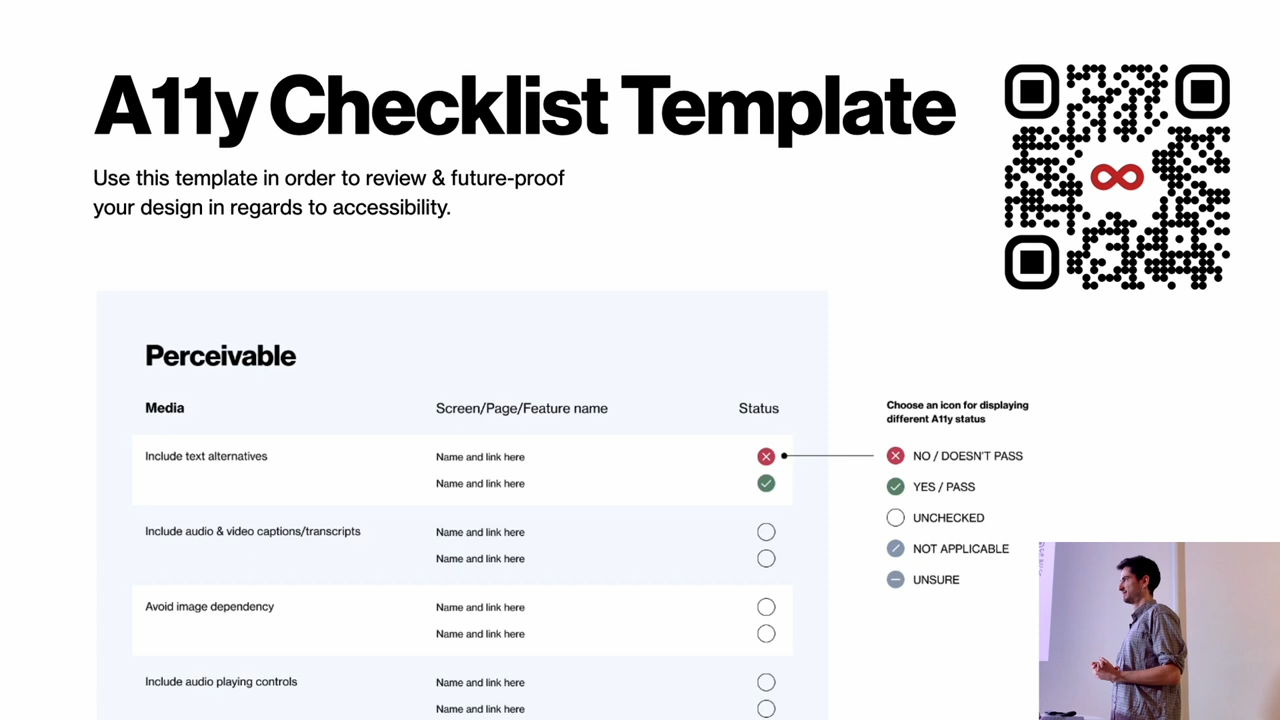 A11y Checklist Template
Use this template in order to review & future-proof
your design in regards to accessibility.
Perceivable
Media Screen/Page/Feature name Status
Include text alternatives Name and link here
Name and link here
Include audio & video captions/transcripts Name and link here
Name and link here
Avoid image dependency Name and link here
Name and link here
Include audio playing controls Name and link here
Name and link here
Choose an icon for displaying
different A11y status
NO / DOESN'T PASS
YES / PASS
UNCHECKED
NOT APPLICABLE
UNSURE